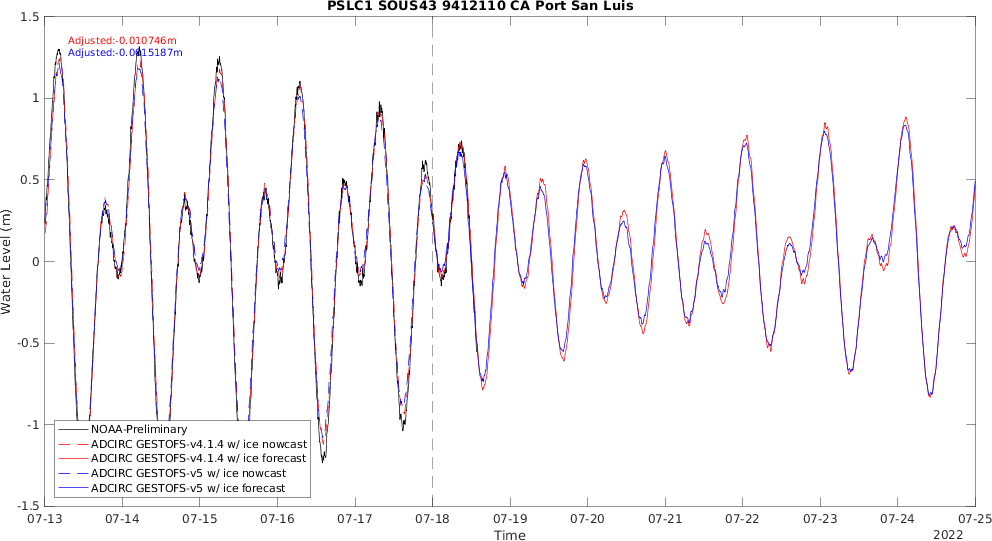 PSLC1 SOUS43 9412110 CA Port San Luis
Adjusted:-0.010746m
Adjusted:-0.0015187m
1.5
1
0.5
0
-0.5
-1
-1.5
Water Level (m)
NOAA-Preliminary
ADCIRC GESTOFS-v4.1.4 w/ ice nowcast
ADCIRC GESTOFS-v4.1.4 w/ ice forecast
ADCIRC GESTOFS-v5 w/ ice nowcast
ADCIRC GESTOFS-v5 w/ ice forecast
07-13 07-14 07-15 07-16 07-17 07-18 07-19 07-20 07-21 07-22 07-23 07-24 07-25
Time
2022